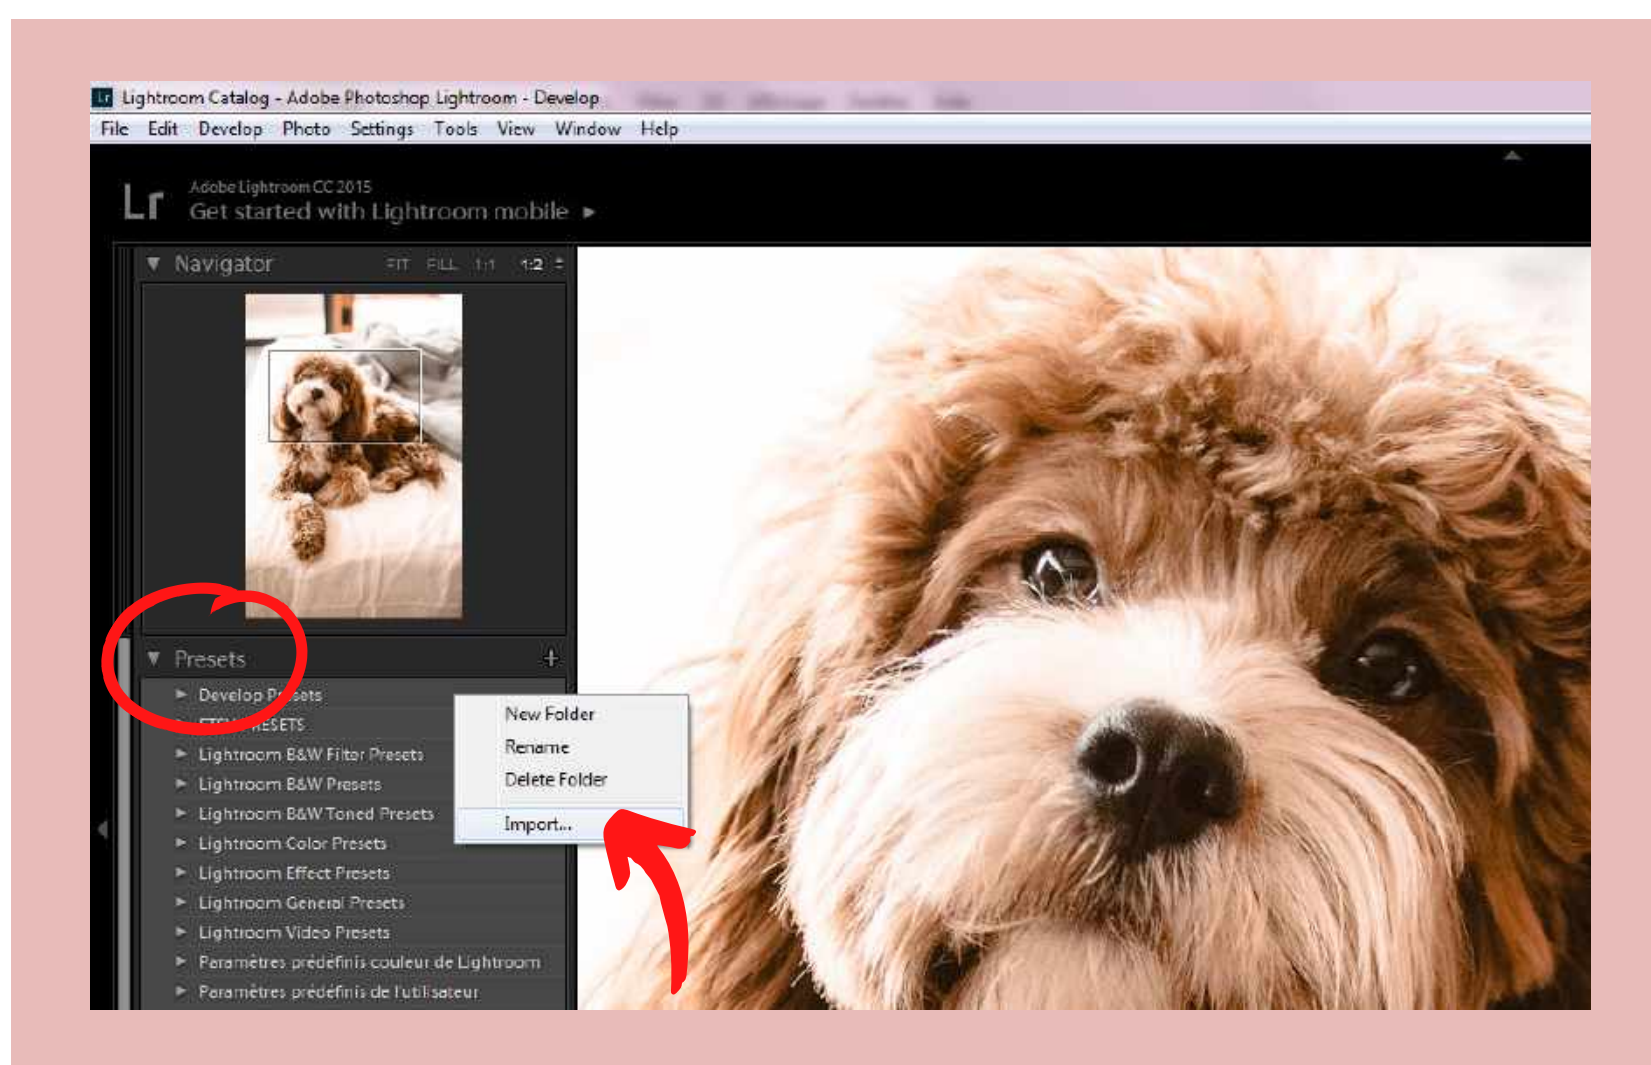 Lightroom Catalog - Adobe Photoshop Lightroom - Develop
File Edit Develop Photo Settings Tools View Window Help
Lr
Adobe Lightroom CC 2015
Get started with Lightroom mobile
Navigator FIT FILL 1:1 1:2
Presets +
Develop Presets
PRESETS
Lightroom B&W Filter Presets
Lightroom B&W Presets
Lightroom B&W Toned Presets
Lightroom Color Presets
Lightroom Effect Presets
Lightroom General Presets
Lightroom Video Presets
Paramètres prédéfinis couleur de Lightroom
Paramètres prédéfinis de l'utilisateur
New Folder
Rename
Delete Folder
Import...